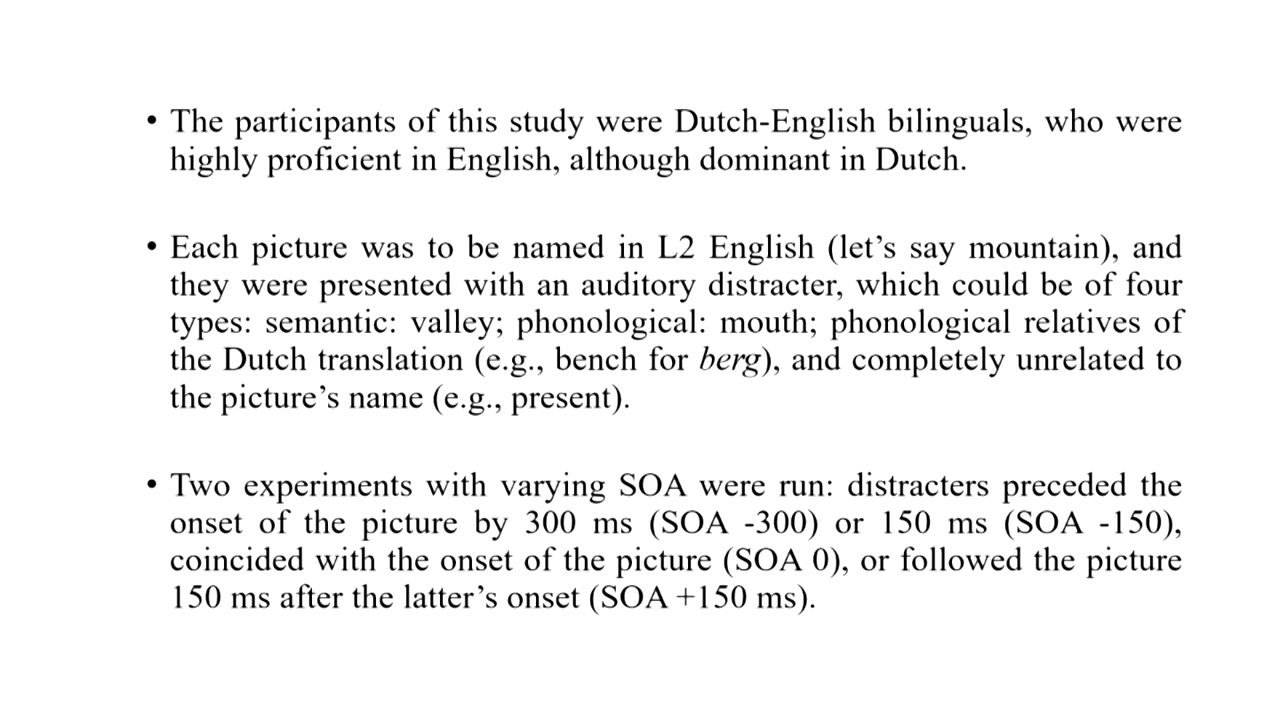 • The participants of this study were Dutch-English bilinguals, who were
highly proficient in English, although dominant in Dutch.
• Each picture was to be named in L2 English (let’s say mountain), and
they were presented with an auditory distracter, which could be of four
types: semantic: valley; phonological: mouth; phonological relatives of
the Dutch translation (e.g., bench for berg), and completely unrelated to
the picture’s name (e.g., present).
• Two experiments with varying SOA were run: distracters preceded the
onset of the picture by 300 ms (SOA -300) or 150 ms (SOA -150),
coincided with the onset of the picture (SOA 0), or followed the picture
150 ms after the latter’s onset (SOA +150 ms).